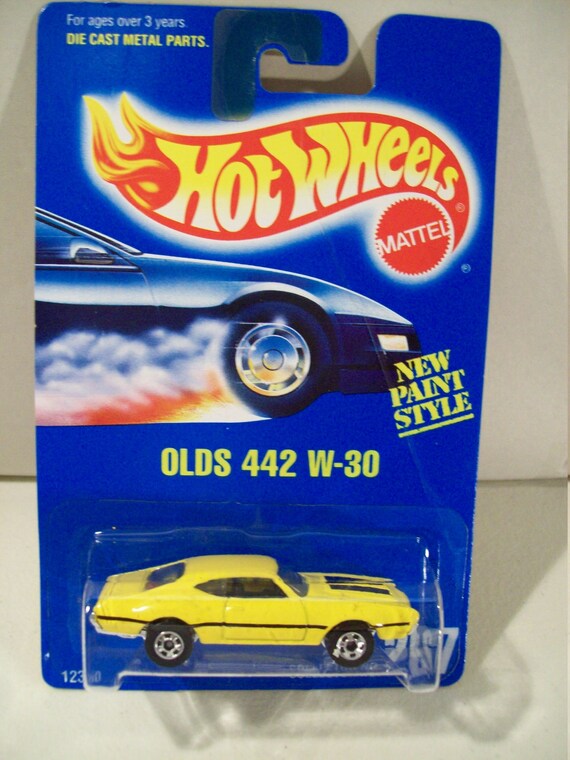 For ages over 3 years.
DIE CAST METAL PARTS.
HOT WHEELS
®
MATTEL
®
NEW
PAINT
STYLE
OLDS 442 W-30